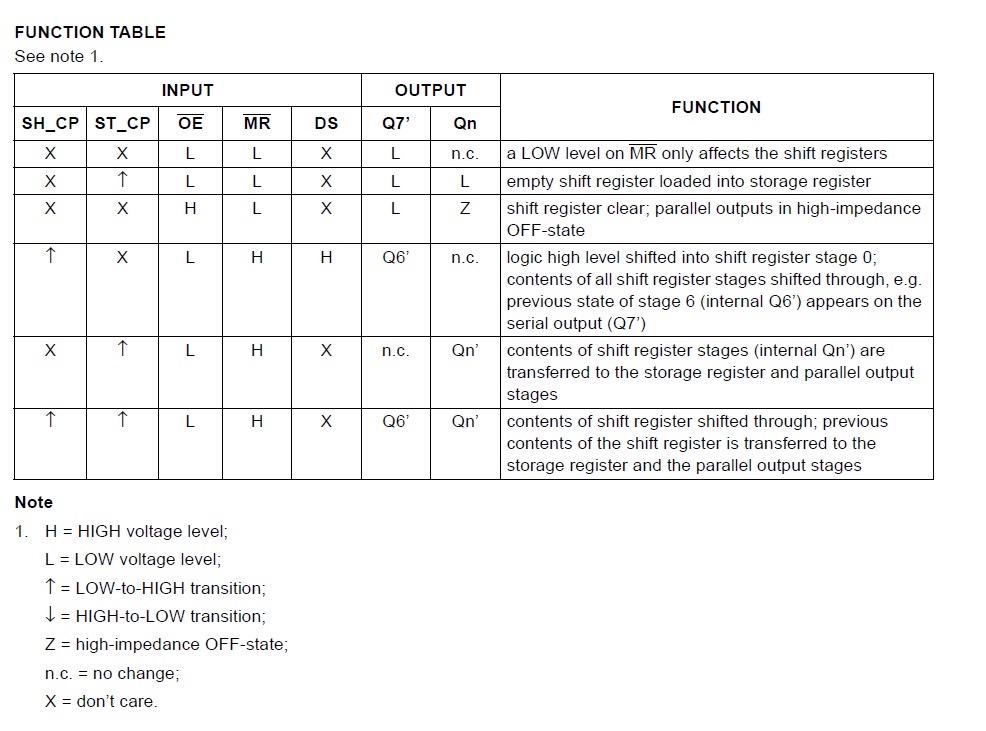 FUNCTION TABLE
See note 1.
INPUT OUTPUT FUNCTION
SH_CP ST_CP O̅E̅ M̅R̅ DS Q7’ Qn
X X L L X L n.c. a LOW level on M̅R̅ only affects the shift registers
X ↑ L L X L L empty shift register loaded into storage register
X X H L X L Z shift register clear; parallel outputs in high-impedance
OFF-state
↑ X L H H Q6’ n.c. logic high level shifted into shift register stage 0;
contents of all shift register stages shifted through, e.g.
previous state of stage 6 (internal Q6’) appears on the
serial output (Q7’)
X ↑ L H X n.c. Qn’ contents of shift register stages (internal Qn’) are
transferred to the storage register and parallel output
stages
↑ ↑ L H X Q6’ Qn’ contents of shift register shifted through; previous
contents of the shift register is transferred to the
storage register and the parallel output stages
Note
1. H = HIGH voltage level;
L = LOW voltage level;
↑ = LOW-to-HIGH transition;
↓ = HIGH-to-LOW transition;
Z = high-impedance OFF-state;
n.c. = no change;
X = don’t care.